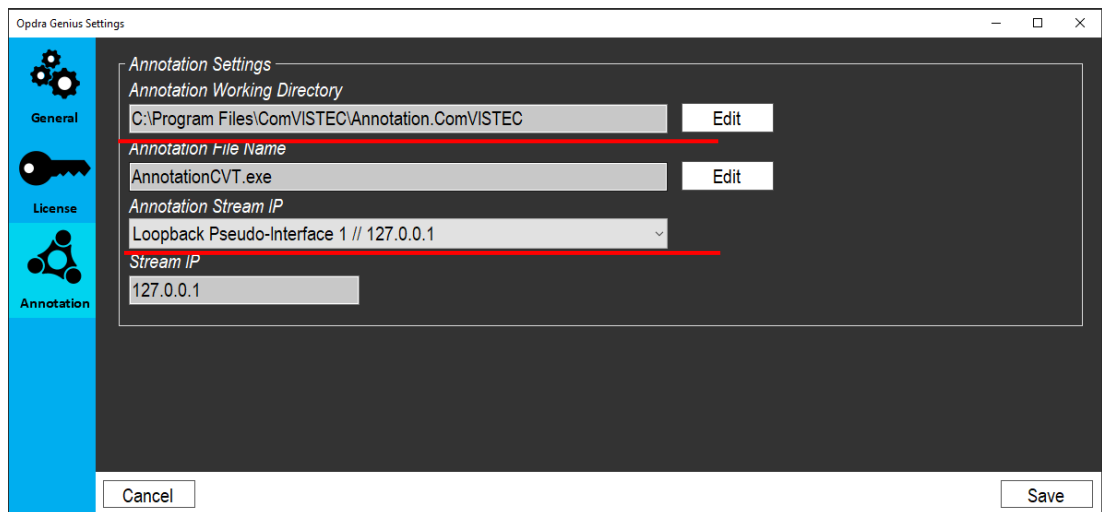 Opdra Genius Settings
General
License
Annotation
Annotation Settings
Annotation Working Directory
C:\Program Files\ComVISTEC\Annotation.ComVISTEC
Edit
Annotation File Name
AnnotationCVT.exe
Edit
Annotation Stream IP
Loopback Pseudo-Interface 1 // 127.0.0.1
Stream IP
127.0.0.1
Cancel
Save